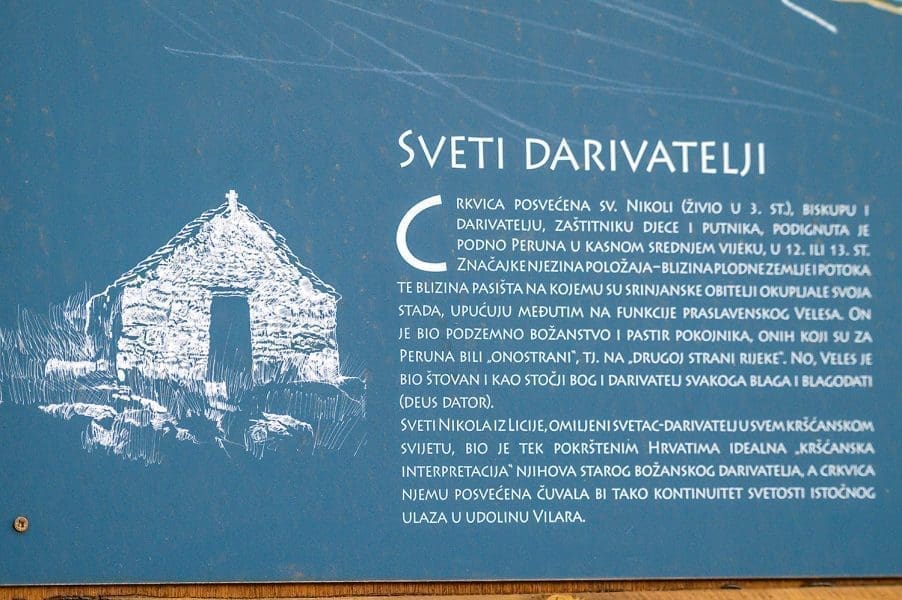 SVETI DARIVATELJI
CRKVICA POSVEĆENA SV. NIKOLI (ŽIVIO U 3. ST.), BISKUPU I
DARIVATELJU, ZAŠTITNIKU DJECE I PUTNIKA, PODIGNUTA JE
PODNO PERUNA U KASNOM SREDNJEM VIJEKU, U 12. ILI 13. ST.
ZNAČAJKE NJEZINA POLOŽAJA – BLIZINA PLODNE ZEMLJE I POTOKA
TE BLIZINA PASIŠTA NA KOJEMU SU SRINJANSKE OBITELJI OKUPLJALE SVOJA
STADA, UPUĆUJU MEĐUTIM NA FUNKCIJE PRASLAVENSKOG VELESA. ON
JE BIO PODZEMNO BOŽANSTVO I PASTIR POKOJNIKA, ONIH KOJI SU ZA
PERUNA BILI „ONOSTRANI“, TJ. NA „DRUGOJ STRANI RIJEKE“. NO, VELES JE
BIO ŠTOVAN I KAO STOČJI BOG I DARIVATELJ SVAKOGA BLAGA I BLAGODATI
(DEUS DATOR).
SVETI NIKOLA IZ LICIJE, OMILJENI SVETAC-DARIVATELJ U SVEM KRŠĆANSKOM
SVIJETU, BIO JE TEK POKRŠTENIM HRVATIMA IDEALNA „KRŠĆANSKA
INTERPRETACIJA“ NJIHOVA STAROG BOŽANSKOG DARIVATELJA, A CRKVICA
NJEMU POSVEĆENA ČUVALA BI TAKO KONTINUITET SVETOSTI ISTOČNOG
ULAZA U UDOLINU VILARA.